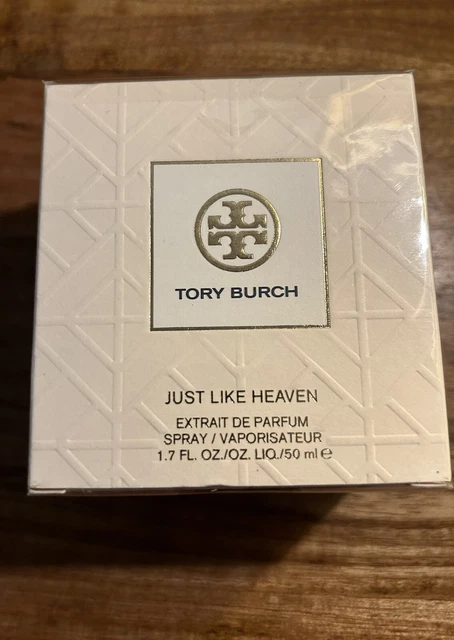 TORY BURCH
JUST LIKE HEAVEN
EXTRAIT DE PARFUM
SPRAY / VAPORISATEUR
1.7 FL. OZ./OZ. LIQ./50 ml e